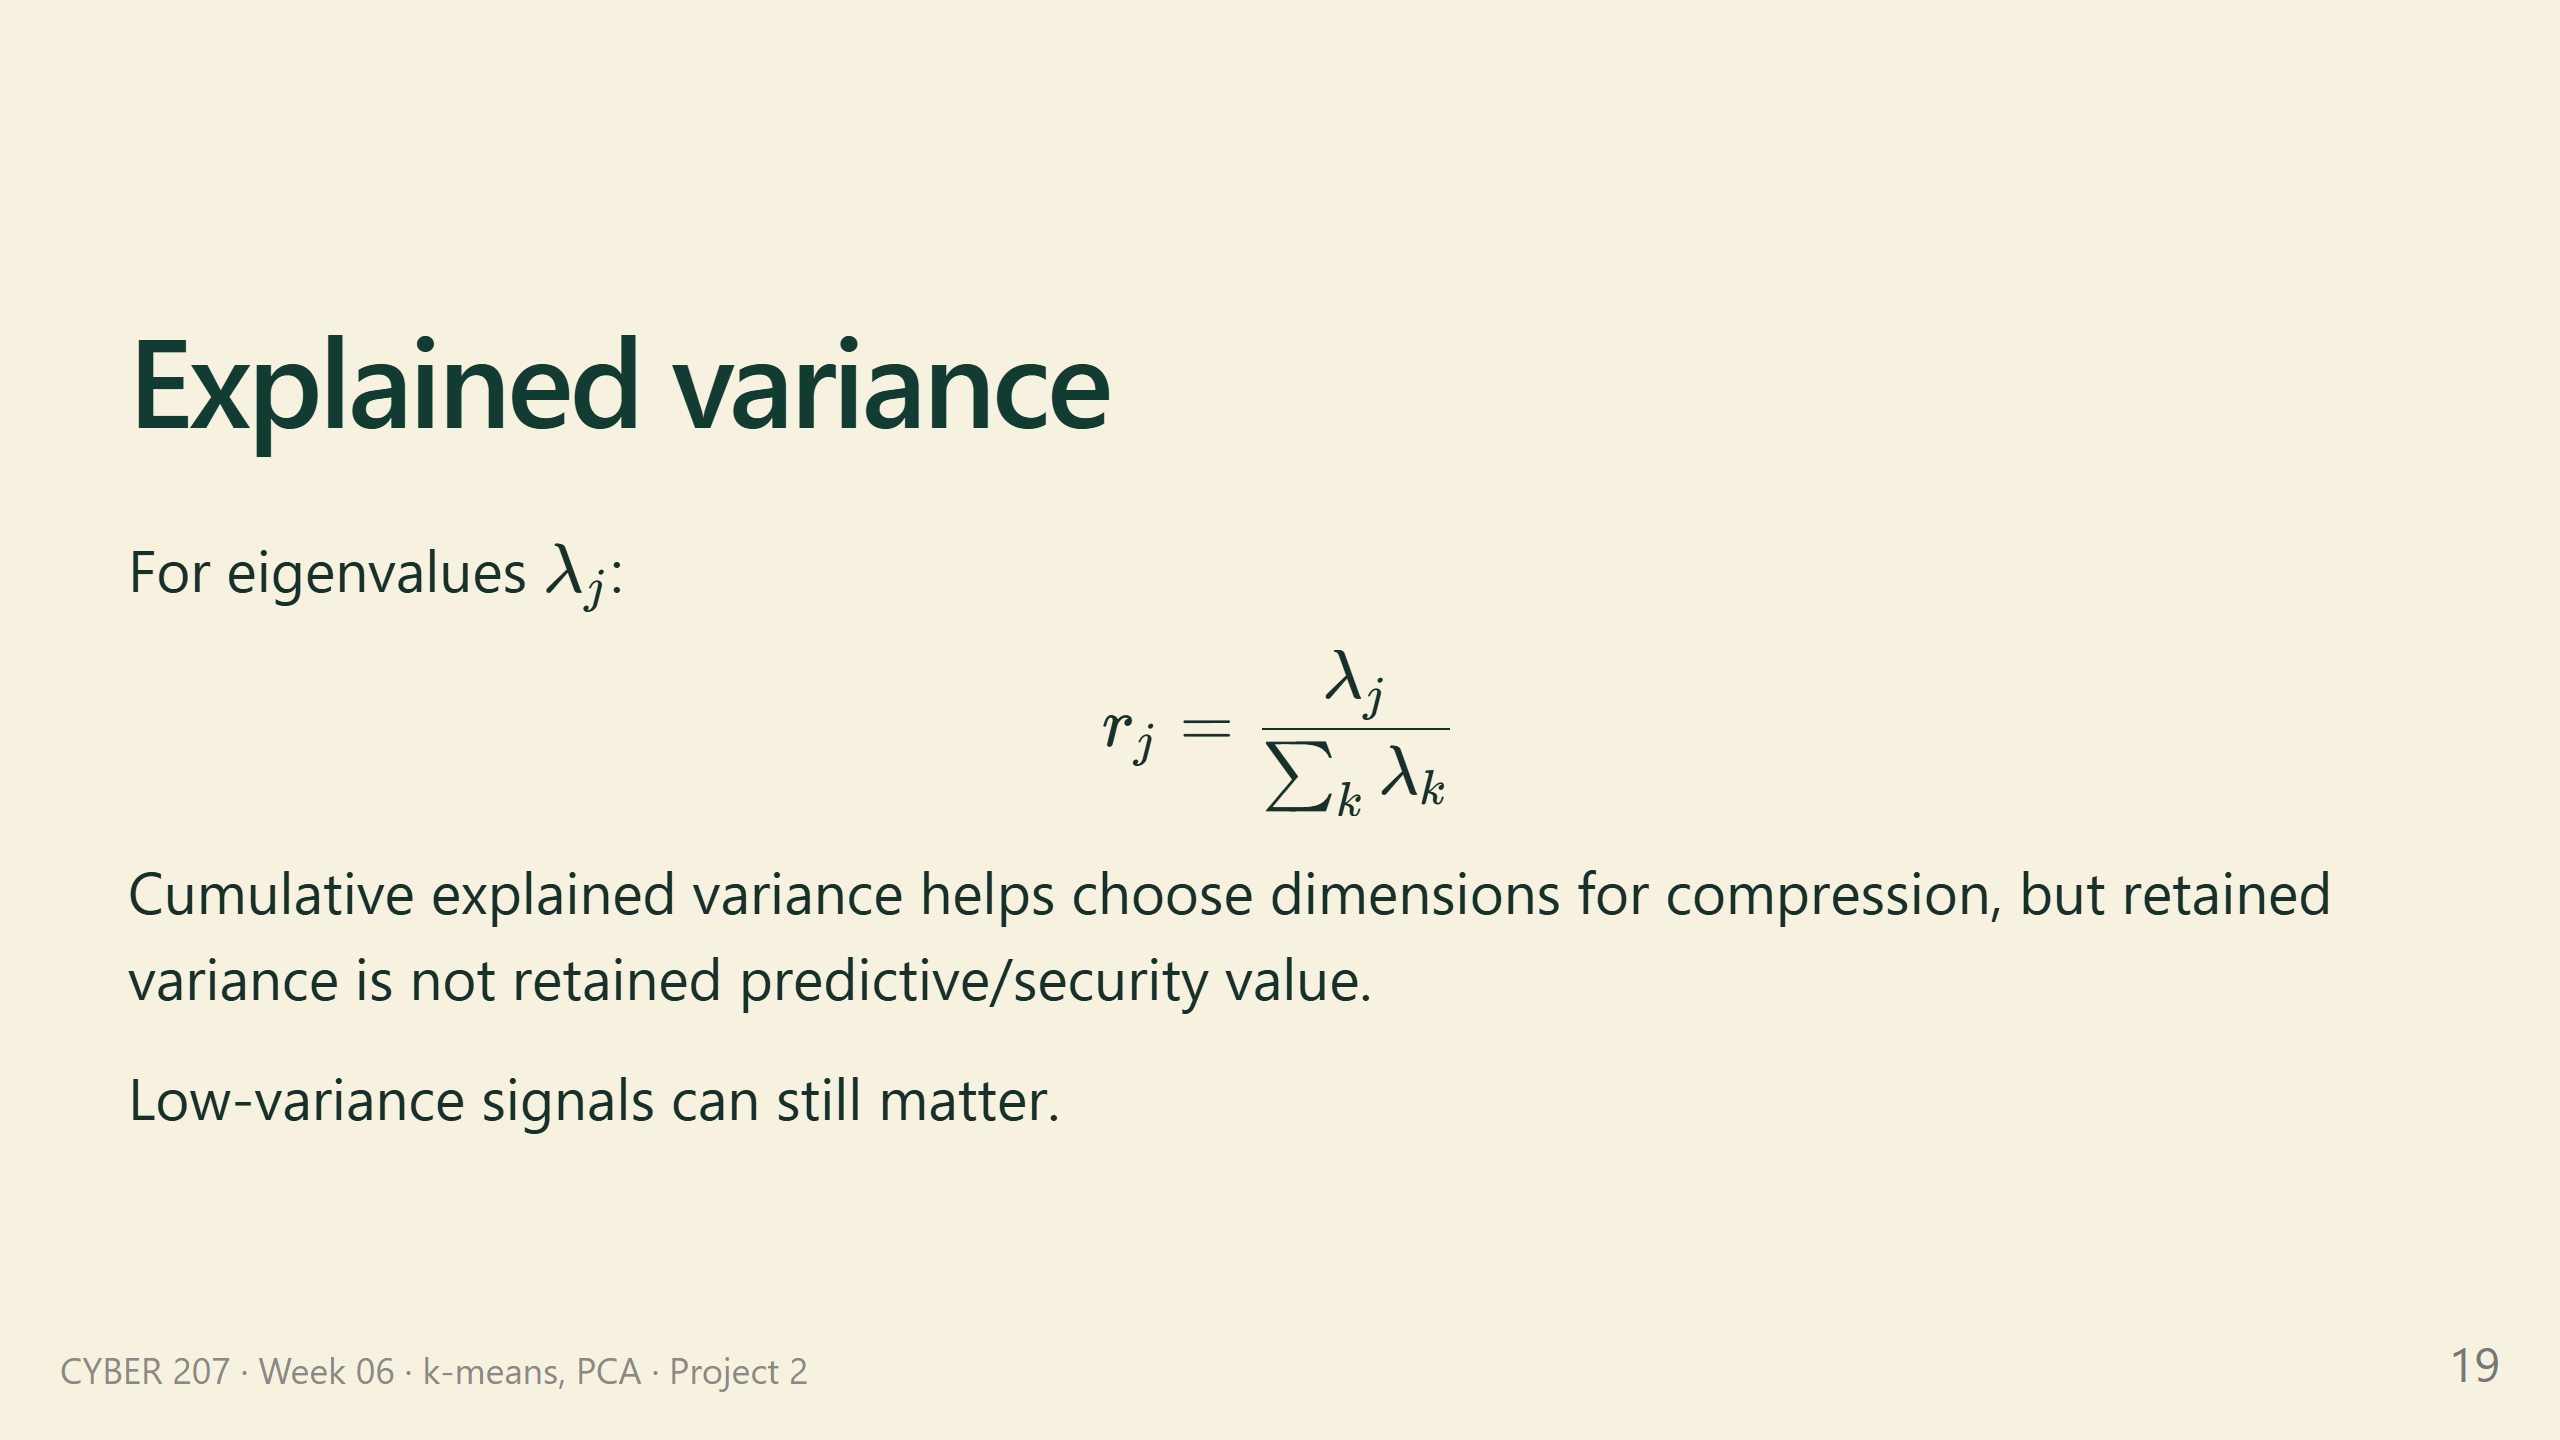 Explained variance
For eigenvalues λ_j:
r_j = λ_j / ∑_k λ_k
Cumulative explained variance helps choose dimensions for compression, but retained
variance is not retained predictive/security value.
Low-variance signals can still matter.
CYBER 207 · Week 06 · k-means, PCA · Project 2
19